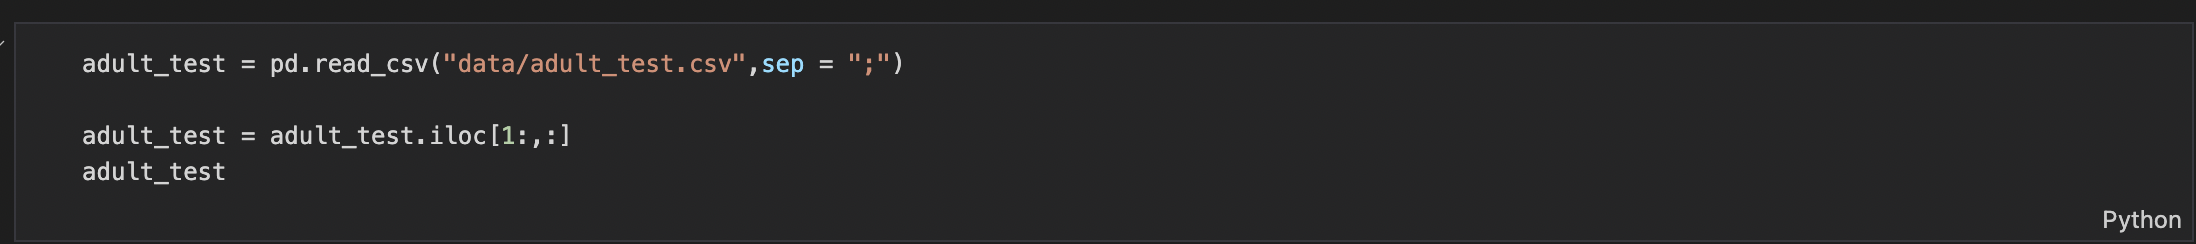 adult_test = pd.read_csv("data/adult_test.csv",sep = ";")
adult_test = adult_test.iloc[1:,:]
adult_test
Python